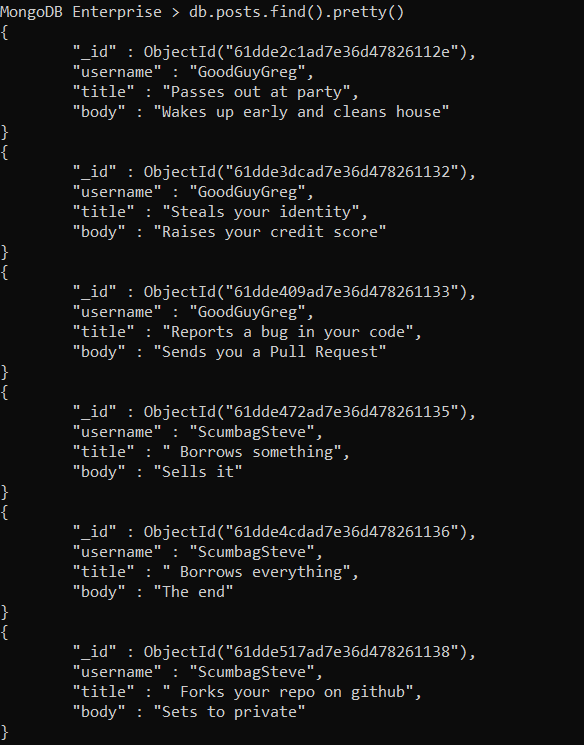 MongoDB Enterprise > db.posts.find().pretty()
{
        "_id" : ObjectId("61dde2c1ad7e36d47826112e"),
        "username" : "GoodGuyGreg",
        "title" : "Passes out at party",
        "body" : "Wakes up early and cleans house"
}
{
        "_id" : ObjectId("61dde3dcad7e36d478261132"),
        "username" : "GoodGuyGreg",
        "title" : "Steals your identity",
        "body" : "Raises your credit score"
}
{
        "_id" : ObjectId("61dde409ad7e36d478261133"),
        "username" : "GoodGuyGreg",
        "title" : "Reports a bug in your code",
        "body" : "Sends you a Pull Request"
}
{
        "_id" : ObjectId("61dde472ad7e36d478261135"),
        "username" : "ScumbagSteve",
        "title" : " Borrows something",
        "body" : "Sells it"
}
{
        "_id" : ObjectId("61dde4cdad7e36d478261136"),
        "username" : "ScumbagSteve",
        "title" : " Borrows everything",
        "body" : "The end"
}
{
        "_id" : ObjectId("61dde517ad7e36d478261138"),
        "username" : "ScumbagSteve",
        "title" : " Forks your repo on github",
        "body" : "Sets to private"
}